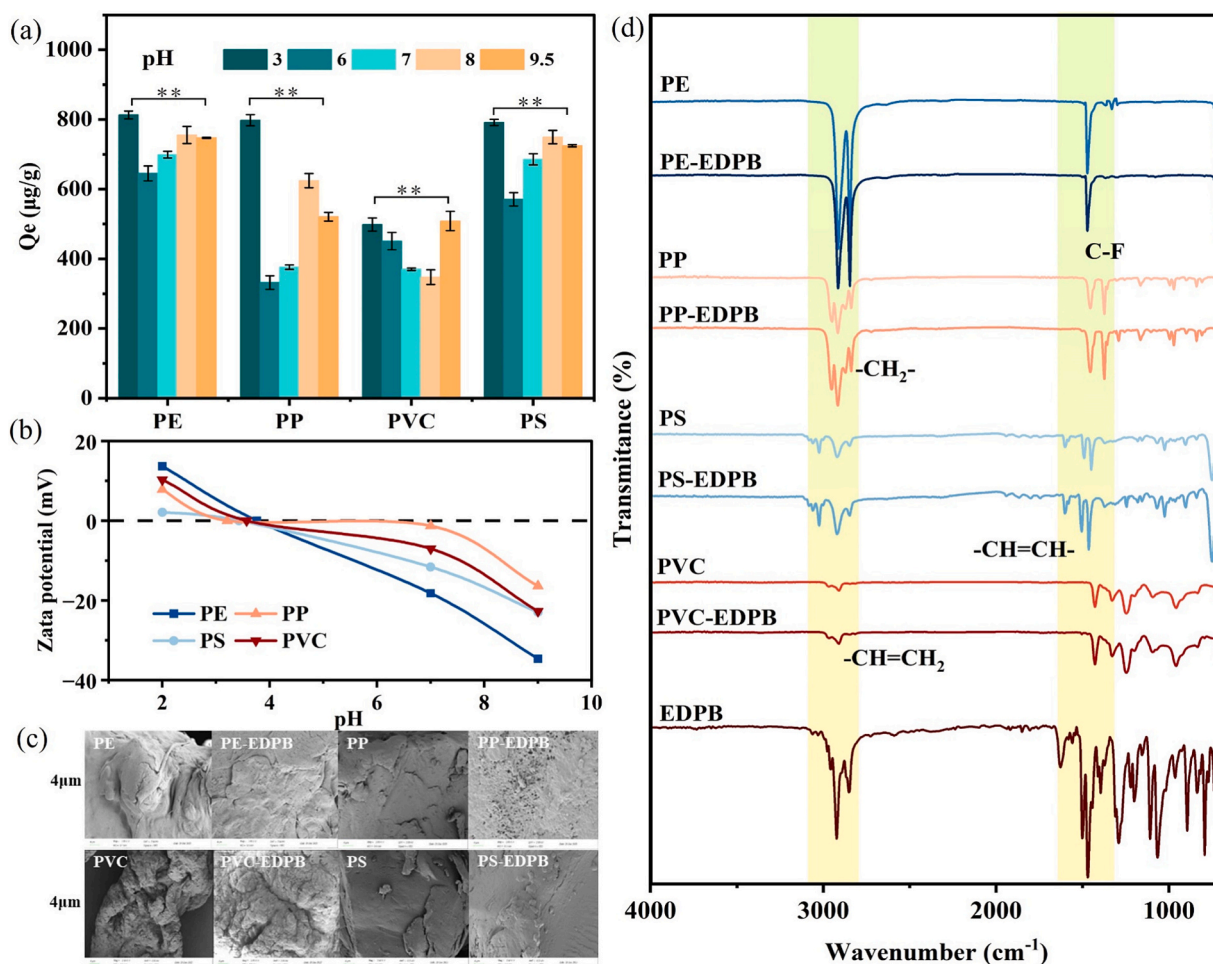 (a)
pH 3 6 7 8 9.5
** ** ** **
1000
800
600
400
200
0
Qe (μg/g)
PE PP PVC PS
(b)
20
0
−20
−40
Zata potential (mV)
PE PP
PS PVC
2 4 6 8 10
pH
(c)
4μm
PE PE-EDPB PP PP-EDPB
4μm
PVC PVC-EDPB PS PS-EDPB
(d)
PE
PE-EDPB
C-F
PP
PP-EDPB
-CH2-
PS
PS-EDPB
-CH=CH-
PVC
PVC-EDPB
-CH=CH2
EDPB
Transmitance (%)
4000 3000 2000 1000
Wavenumber (cm-1)